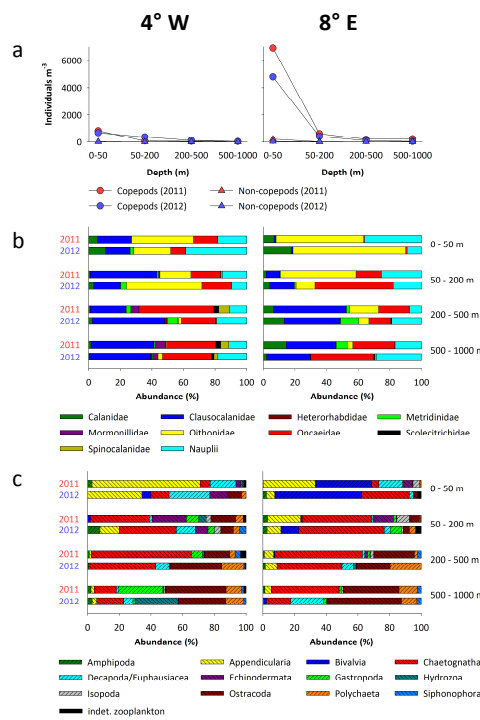 4° W 8° E
a
Individuals m-3
6000
4000
2000
0
0-50 50-200 200-500 500-1000 0-50 50-200 200-500 500-1000
Depth (m) Depth (m)
Copepods (2011) Non-copepods (2011)
Copepods (2012) Non-copepods (2012)
b
2011
2012
0 - 50 m
2011
2012
50 - 200 m
2011
2012
200 - 500 m
2011
2012
500 - 1000 m
0 20 40 60 80 100 0 20 40 60 80 100
Abundance (%) Abundance (%)
Calanidae Clausocalanidae Heterorhabdidae Metridinidae
Mormonillidae Oithonidae Oncaeidae Scolecitrichidae
Spinocalanidae Nauplii
c
2011
2012
0 - 50 m
2011
2012
50 - 200 m
2011
2012
200 - 500 m
2011
2012
500 - 1000 m
0 20 40 60 80 100 0 20 40 60 80 100
Abundance (%) Abundance (%)
Amphipoda Appendicularia Bivalvia Chaetognatha
Decapoda/Euphausiacea Echinodermata Gastropoda Hydrozoa
Isopoda Ostracoda Polychaeta Siphonophora
indet. zooplankton